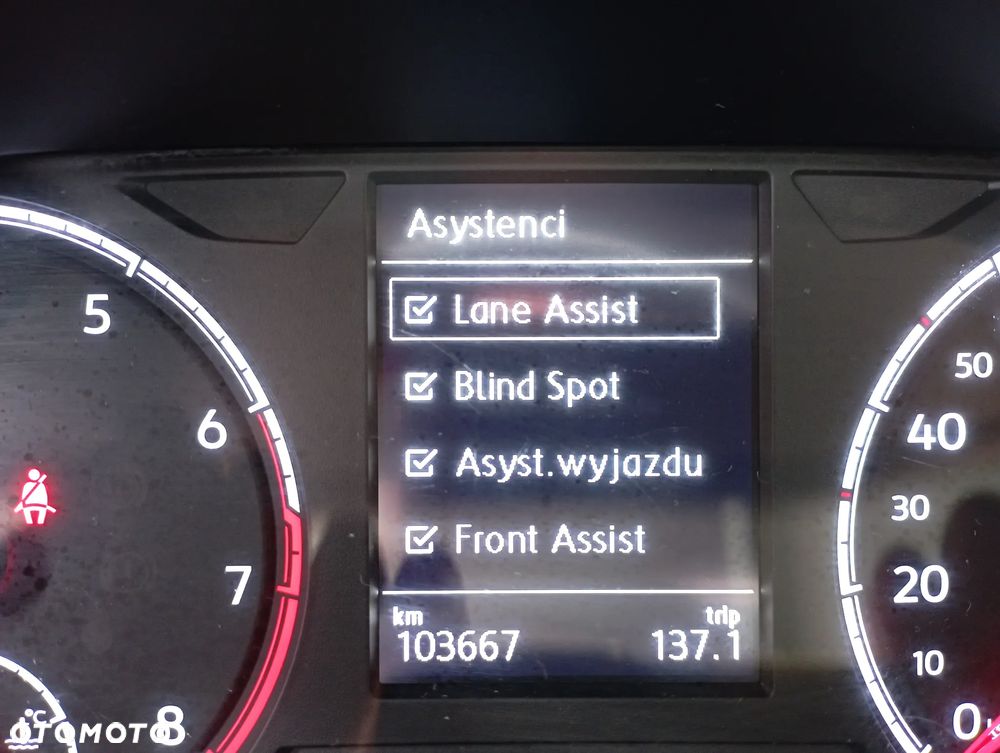 Asystenci
Lane Assist
Blind Spot
Asyst.wyjazdu
Front Assist
km
trip
103667
137.1
5
6
7
8
50
40
30
20
10
0
°C
OTOMOTO